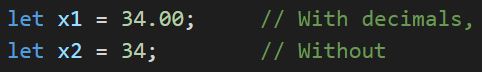 let x1 = 34.00;      // With decimals,
let x2 = 34;         // Without